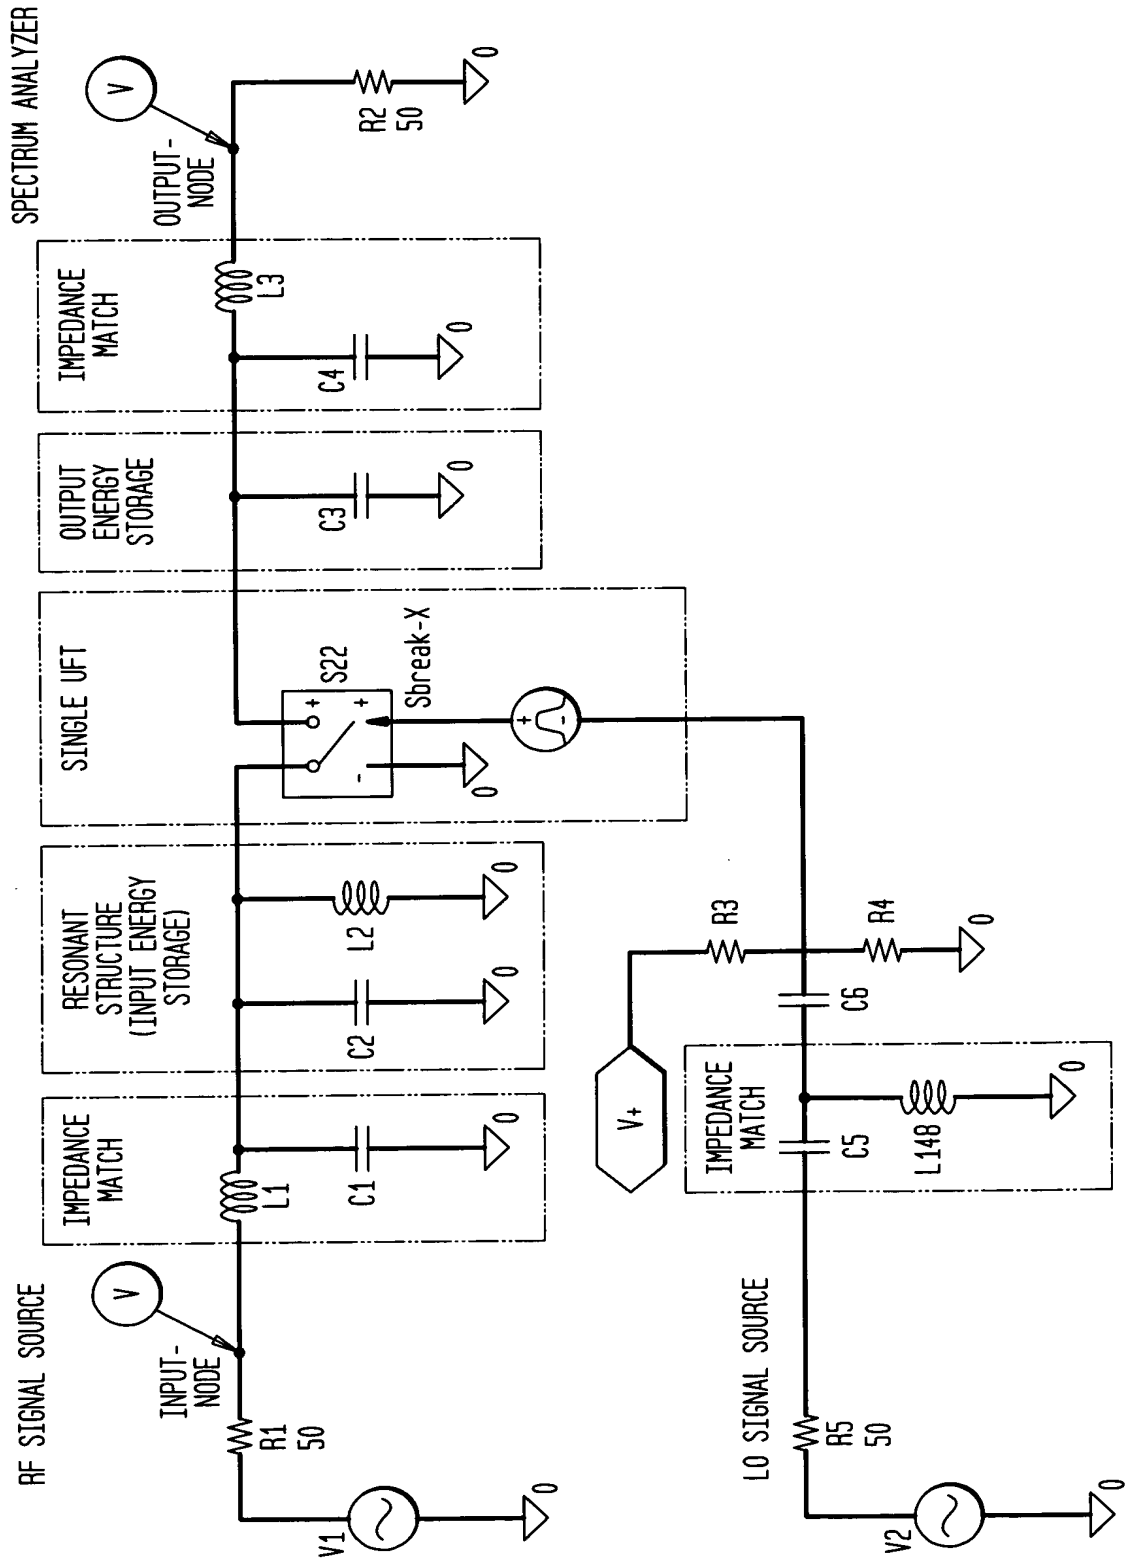 RF SIGNAL SOURCE
SPECTRUM ANALYZER
V
INPUT-
NODE
IMPEDANCE
MATCH
RESONANT
STRUCTURE
(INPUT ENERGY
STORAGE)
SINGLE UFT
OUTPUT
ENERGY
STORAGE
IMPEDANCE
MATCH
V
OUTPUT-
NODE
R1
50
L1
C1
0
C2
0
L2
0
S22
+
+
-
Sbreak-X
0
+
-
C3
0
C4
0
L3
R2
50
0
V1
0
V+
R3
R4
0
LO SIGNAL SOURCE
IMPEDANCE
MATCH
R5
50
C5
C6
L148
0
V2
0